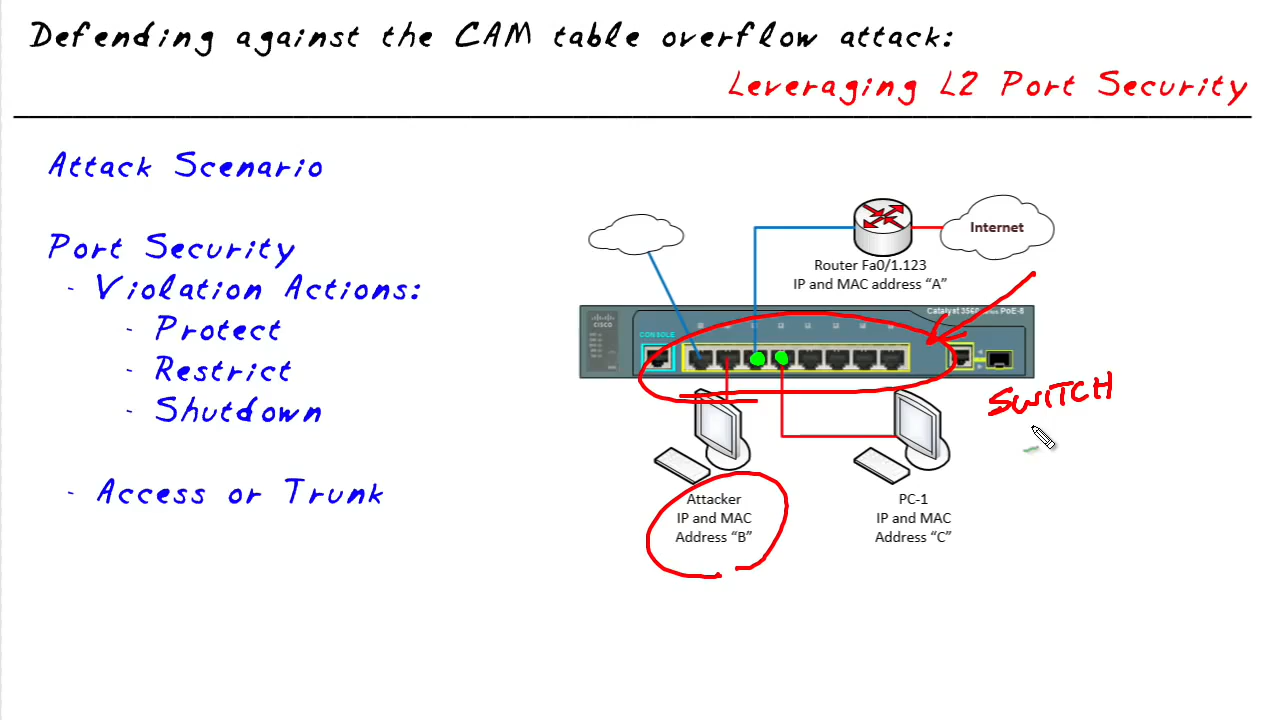 Defending against the CAM table overflow attack:
Leveraging L2 Port Security
Attack Scenario
Port Security
- Violation Actions:
- Protect
- Restrict
- Shutdown
- Access or Trunk
Internet
Router Fa0/1.123
IP and MAC address “A”
Catalyst 356 PoE-8
CISCO
CONSOLE
SWITCH
Attacker
IP and MAC
Address “B”
PC-1
IP and MAC
Address “C”